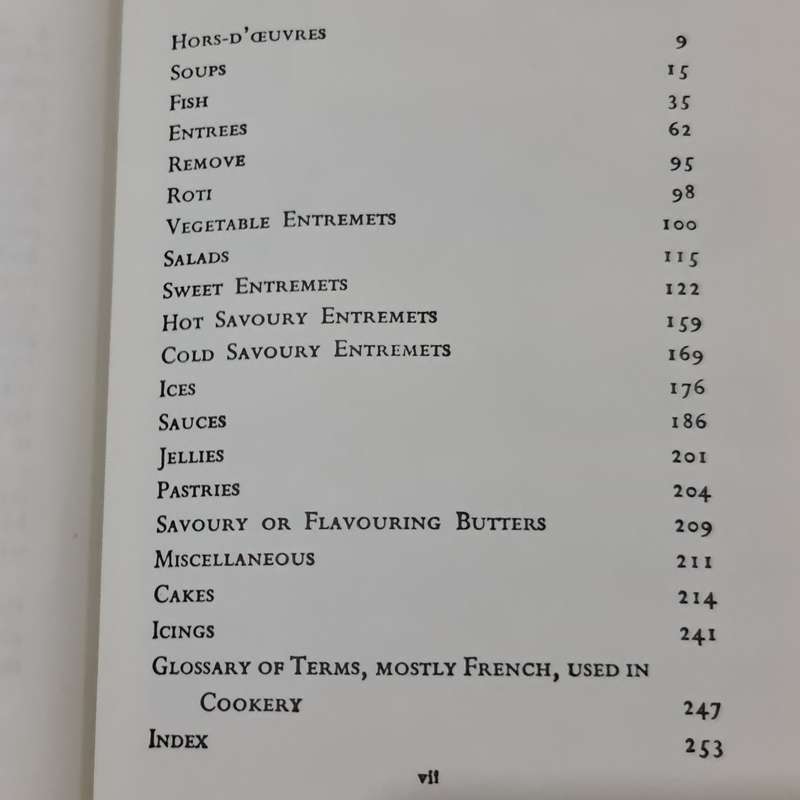 Hors-d'œuvres 9
Soups 15
Fish 35
Entrees 62
Remove 95
Roti 98
Vegetable Entremets 100
Salads 115
Sweet Entremets 122
Hot Savoury Entremets 159
Cold Savoury Entremets 169
Ices 176
Sauces 186
Jellies 201
Pastries 204
Savoury or Flavouring Butters 209
Miscellaneous 211
Cakes 214
Icings 241
Glossary of Terms, mostly French, used in
Cookery 247
Index 253
vii